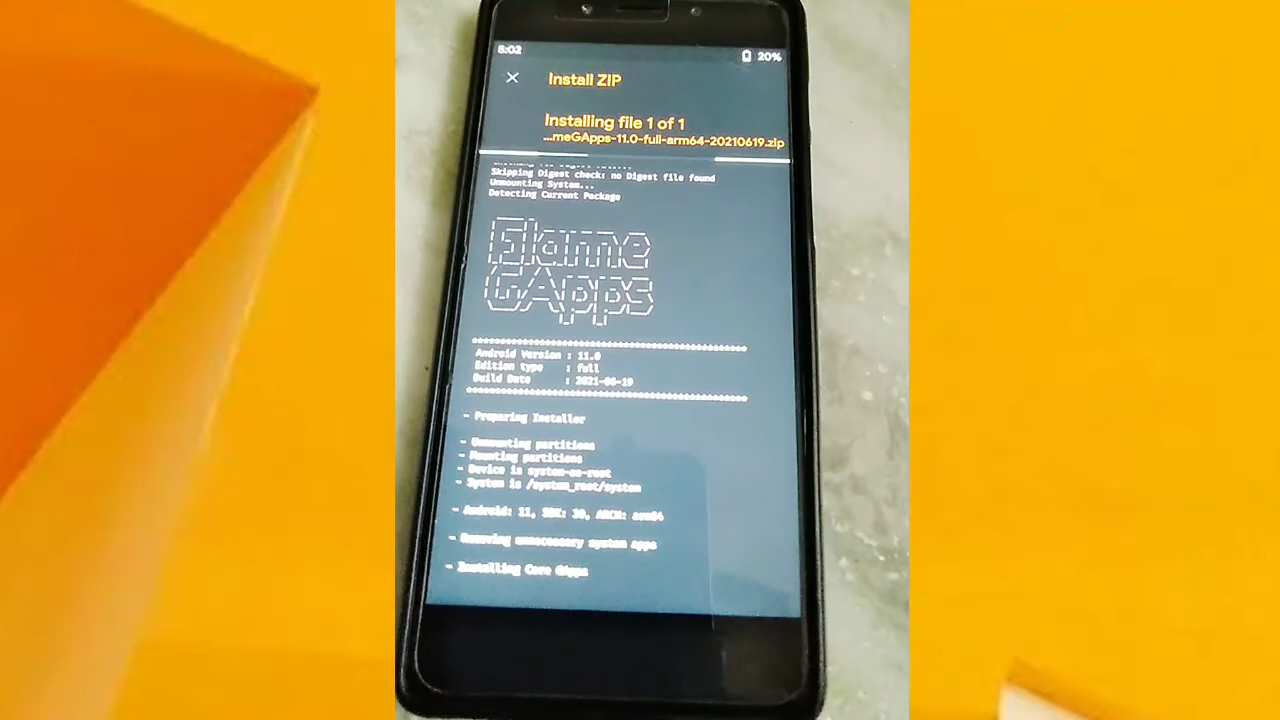 5:02
20%
Install ZIP
Installing file 1 of 1
...meGApps-11.0-full-arm64-20210619.zip
Skipping Digest check: no Digest file found
Unmounting System...
Detecting Current Package
Flame
GApps
Android Version : 11.0
Edition type : full
Build Date : 2021-06-19
- Preparing Installer
- Unmounting partitions
- Mounting partitions
- Device is system-as-root
- System is /system_root/system
- Android: 11, SDK: 30, ARCH: arm64
- Removing unnecessary system apps
- Installing Core GApps